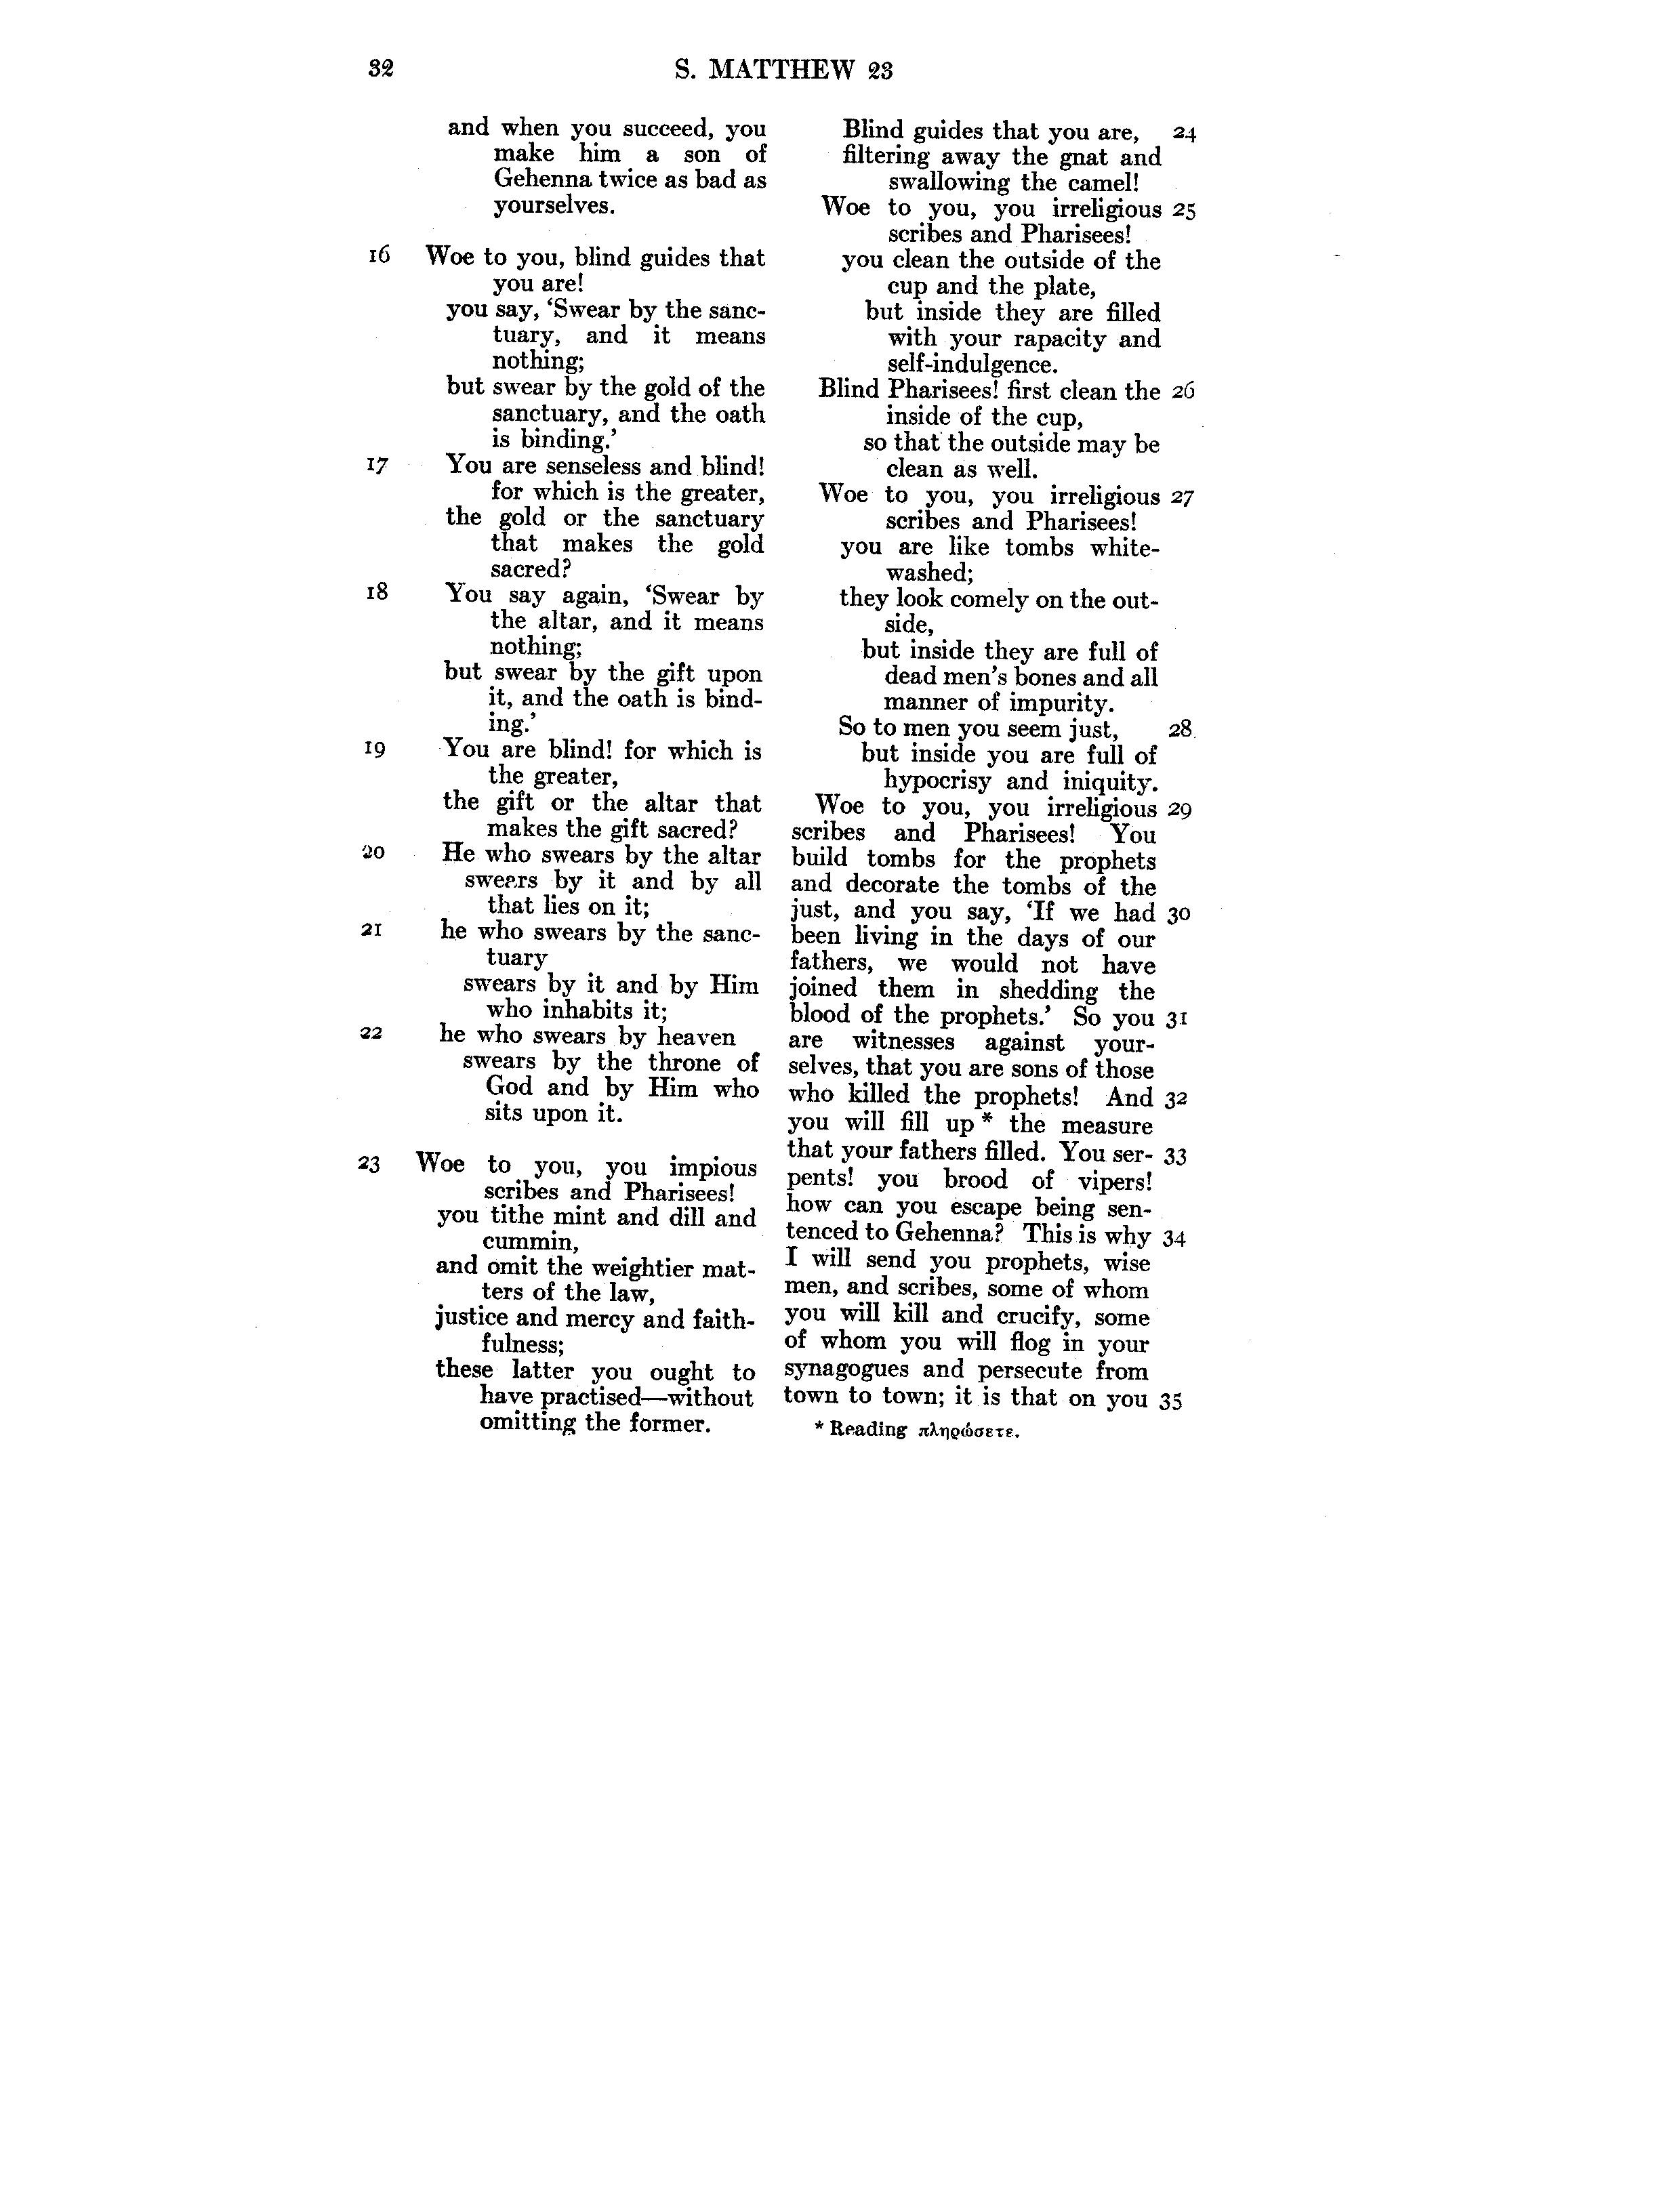 32
S. MATTHEW 23
and when you succeed, you
make him a son of
Gehenna twice as bad as
yourselves.
16 Woe to you, blind guides that
you are!
you say, ‘Swear by the sanc-
tuary, and it means
nothing;
but swear by the gold of the
sanctuary, and the oath
is binding.’
17 You are senseless and blind!
for which is the greater,
the gold or the sanctuary
that makes the gold
sacred?
18 You say again, ‘Swear by
the altar, and it means
nothing;
but swear by the gift upon
it, and the oath is bind-
ing.’
19 You are blind! for which is
the greater,
the gift or the altar that
makes the gift sacred?
20 He who swears by the altar
swears by it and by all
that lies on it;
21 he who swears by the sanc-
tuary
swears by it and by Him
who inhabits it;
22 he who swears by heaven
swears by the throne of
God and by Him who
sits upon it.
23 Woe to you, you impious
scribes and Pharisees!
you tithe mint and dill and
cummin,
and omit the weightier mat-
ters of the law,
justice and mercy and faith-
fulness;
these latter you ought to
have practised—without
omitting the former.
Blind guides that you are, 24
filtering away the gnat and
swallowing the camel!
Woe to you, you irreligious 25
scribes and Pharisees!
you clean the outside of the
cup and the plate,
but inside they are filled
with your rapacity and
self-indulgence.
Blind Pharisees! first clean the 26
inside of the cup,
so that the outside may be
clean as well.
Woe to you, you irreligious 27
scribes and Pharisees!
you are like tombs white-
washed;
they look comely on the out-
side,
but inside they are full of
dead men’s bones and all
manner of impurity.
So to men you seem just, 28
but inside you are full of
hypocrisy and iniquity.
Woe to you, you irreligious 29
scribes and Pharisees! You
build tombs for the prophets
and decorate the tombs of the
just, and you say, ‘If we had 30
been living in the days of our
fathers, we would not have
joined them in shedding the
blood of the prophets.’ So you 31
are witnesses against your-
selves, that you are sons of those
who killed the prophets! And 32
you will fill up * the measure
that your fathers filled. You ser- 33
pents! you brood of vipers!
how can you escape being sen-
tenced to Gehenna? This is why 34
I will send you prophets, wise
men, and scribes, some of whom
you will kill and crucify, some
of whom you will flog in your
synagogues and persecute from
town to town; it is that on you 35
* Reading πληρώσετε.